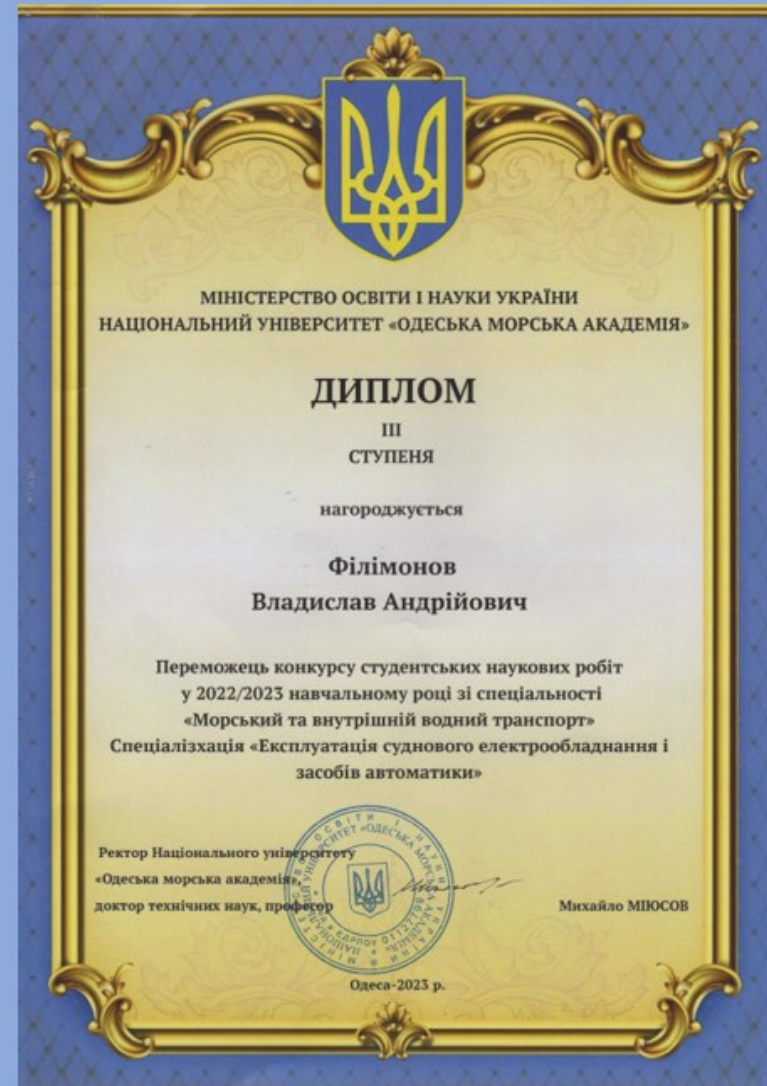 МІНІСТЕРСТВО ОСВІТИ І НАУКИ УКРАЇНИ
НАЦІОНАЛЬНИЙ УНІВЕРСИТЕТ «ОДЕСЬКА МОРСЬКА АКАДЕМІЯ»
ДИПЛОМ
III
СТУПЕНЯ
нагороджується
Філімонов
Владислав Андрійович
Переможець конкурсу студентських наукових робіт
у 2022/2023 навчальному році зі спеціальності
«Морський та внутрішній водний транспорт»
Спеціалізхація «Експлуатація суднового електрообладнання і
засобів автоматики»
Ректор Національного університету
«Одеська морська академія»,
доктор технічних наук, професор
Михайло МІЮСОВ
Одеса-2023 р.